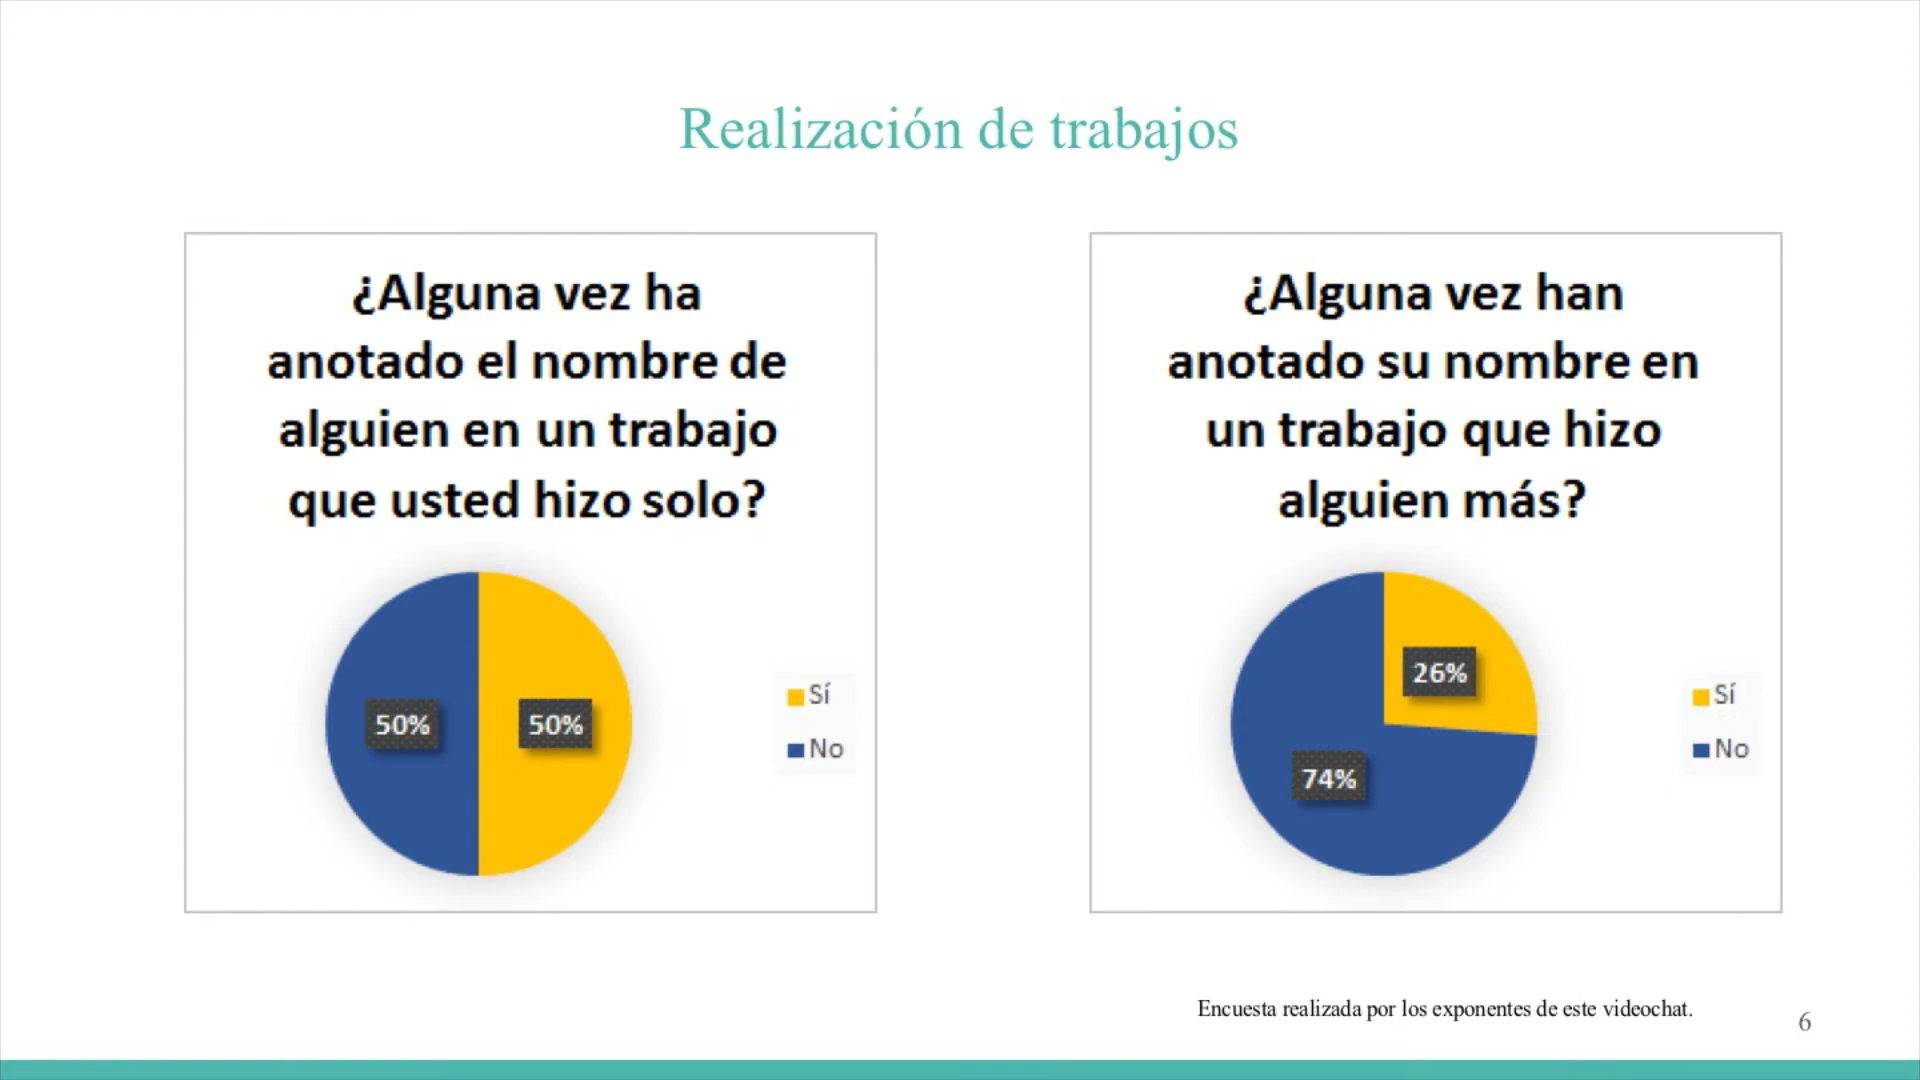 Realización de trabajos
¿Alguna vez ha
anotado el nombre de
alguien en un trabajo
que usted hizo solo?
50%
50%
Sí
No
¿Alguna vez han
anotado su nombre en
un trabajo que hizo
alguien más?
26%
74%
Sí
No
Encuesta realizada por los exponentes de este videochat.
6